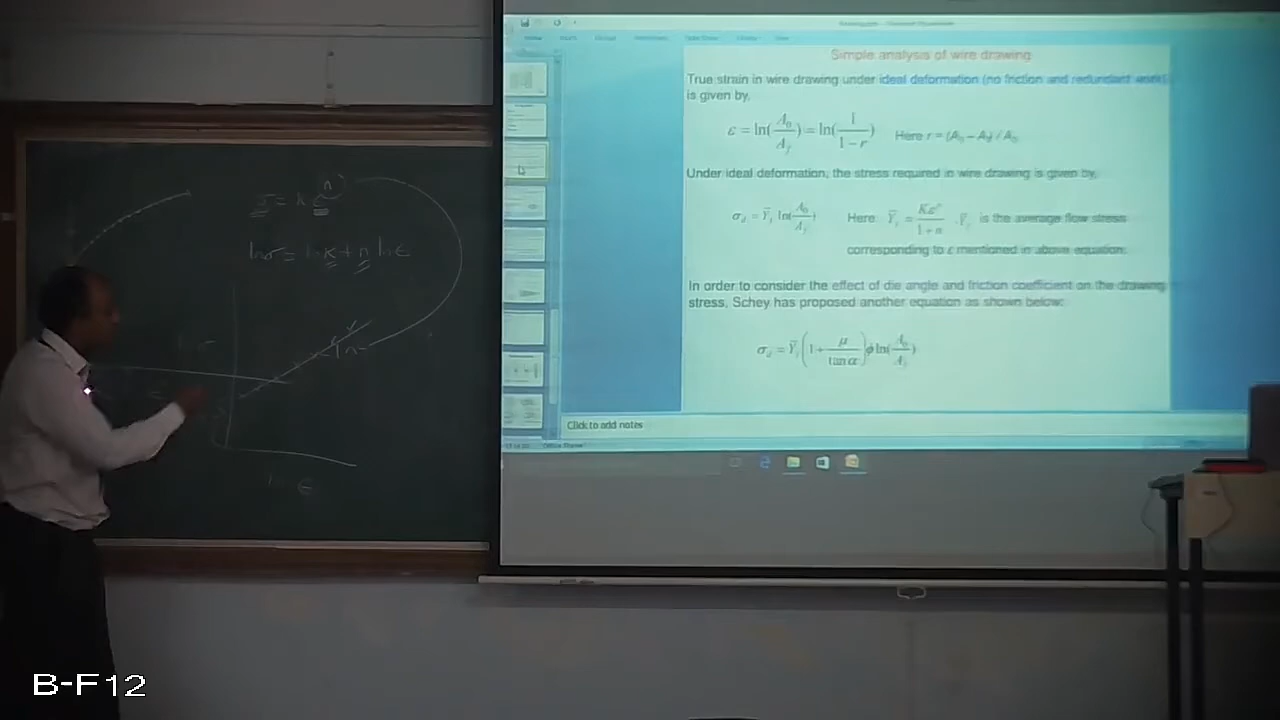 σ = K ε^n
lnσ = ln K + n ln ε
n
ε
Simple analysis of wire drawing
True strain in wire drawing under ideal deformation (no friction and redundant work)
is given by,
ε = ln(A₀/A_f) = ln(1/(1-r)) Here r = (A₀ – A_f) / A₀
Under ideal deformation, the stress required in wire drawing is given by,
σ_d = Ȳ_f ln(A₀/A_f) Here Ȳ_f = Kεⁿ/(1+n) . Ȳ_f is the average flow stress
corresponding to ε mentioned in above equation.
In order to consider the effect of die angle and friction coefficient on the drawing
stress, Schey has proposed another equation as shown below:
σ_d = Ȳ_f (1 + μ/tan α) ϕ ln(A₀/A_f)
Click to add notes
B-F12